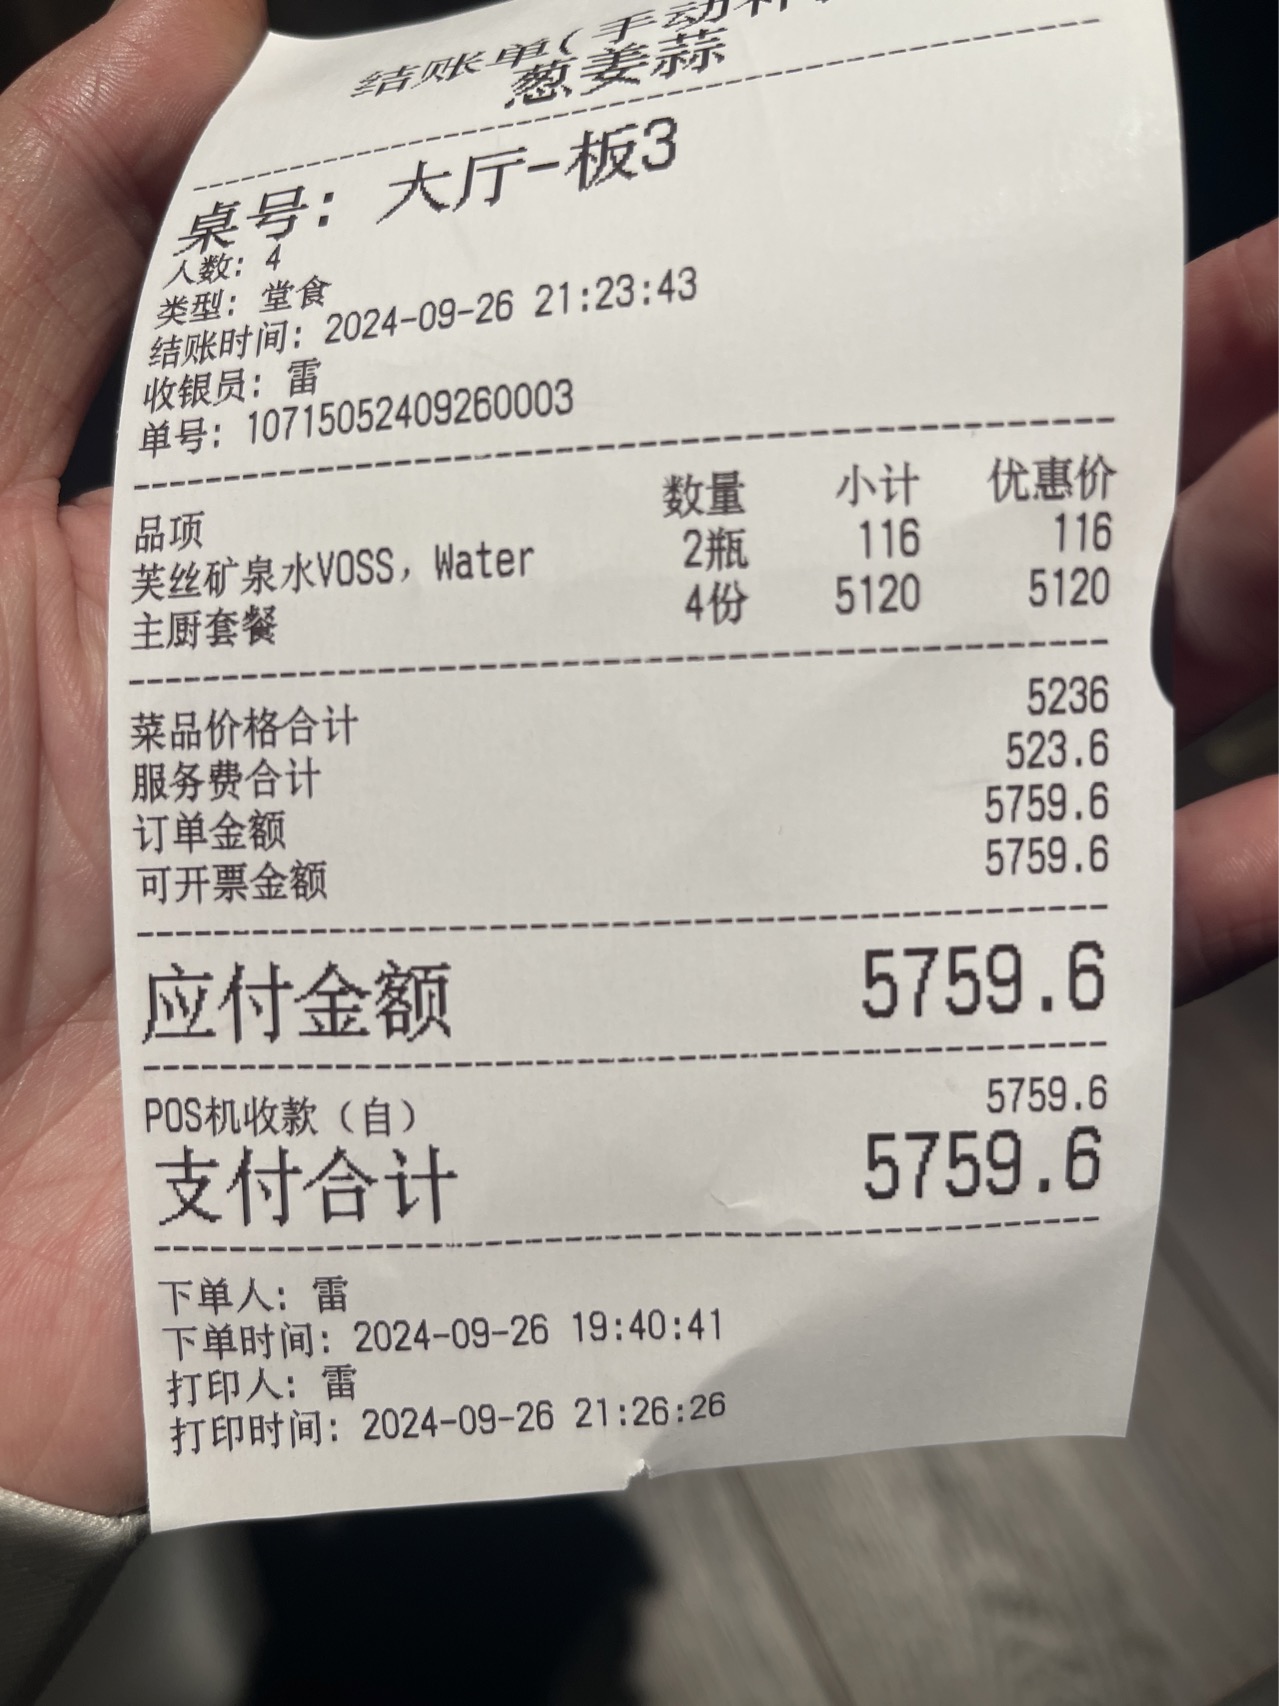 结账单(手动补
葱姜蒜
桌号: 大厅-板3
人数: 4
类型: 堂食
结账时间: 2024-09-26 21:23:43
收银员: 雷
单号: 10715052409260003
品项 数量 小计 优惠价
芙丝矿泉水VOSS, Water 2瓶 116 116
主厨套餐 4份 5120 5120
菜品价格合计 5236
服务费合计 523.6
订单金额 5759.6
可开票金额 5759.6
应付金额 5759.6
POS机收款(自) 5759.6
支付合计 5759.6
下单人: 雷
下单时间: 2024-09-26 19:40:41
打印人: 雷
打印时间: 2024-09-26 21:26:26